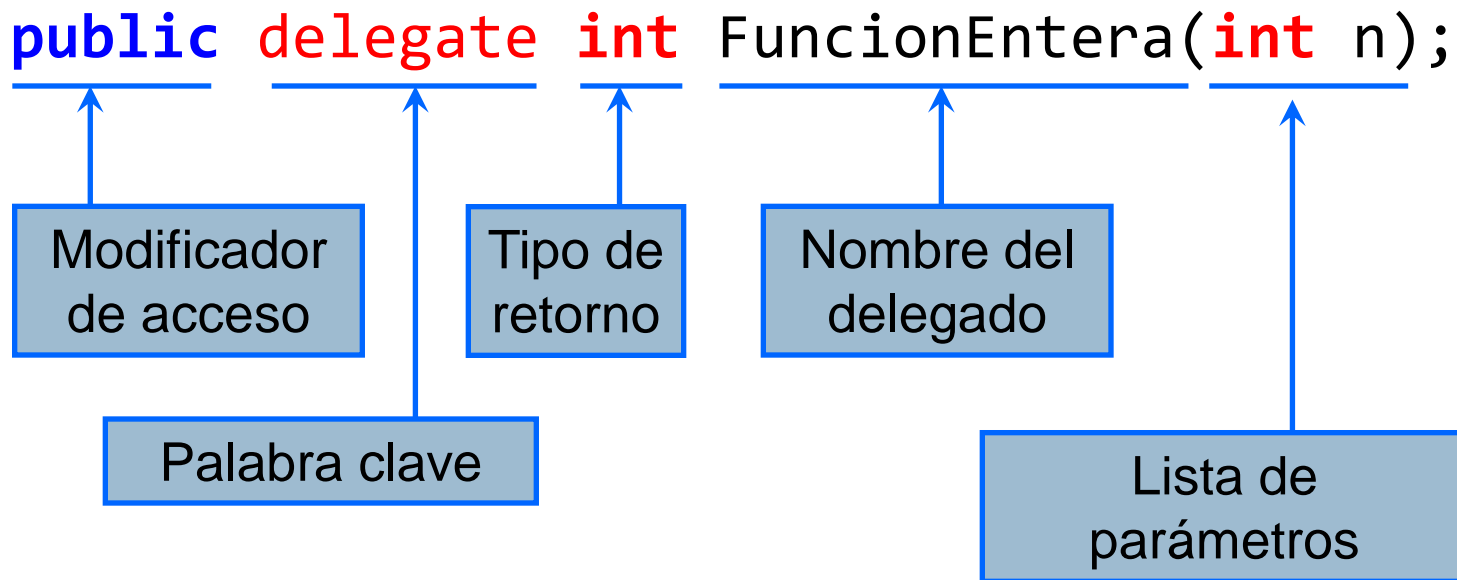 public delegate int FuncionEntera(int n);
Modificador
de acceso
Tipo de
retorno
Nombre del
delegado
Palabra clave
Lista de
parámetros